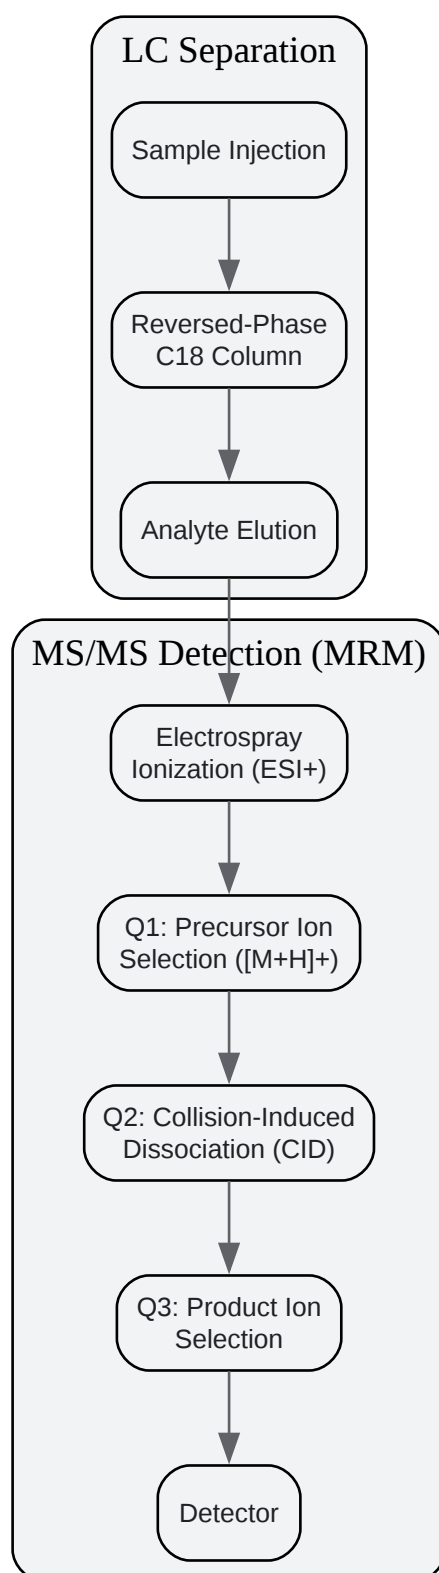 LC Separation
Sample Injection
Reversed-Phase
C18 Column
Analyte Elution
MS/MS Detection (MRM)
Electrospray
Ionization (ESI+)
Q1: Precursor Ion
Selection ([M+H]+)
Q2: Collision-Induced
Dissociation (CID)
Q3: Product Ion
Selection
Detector